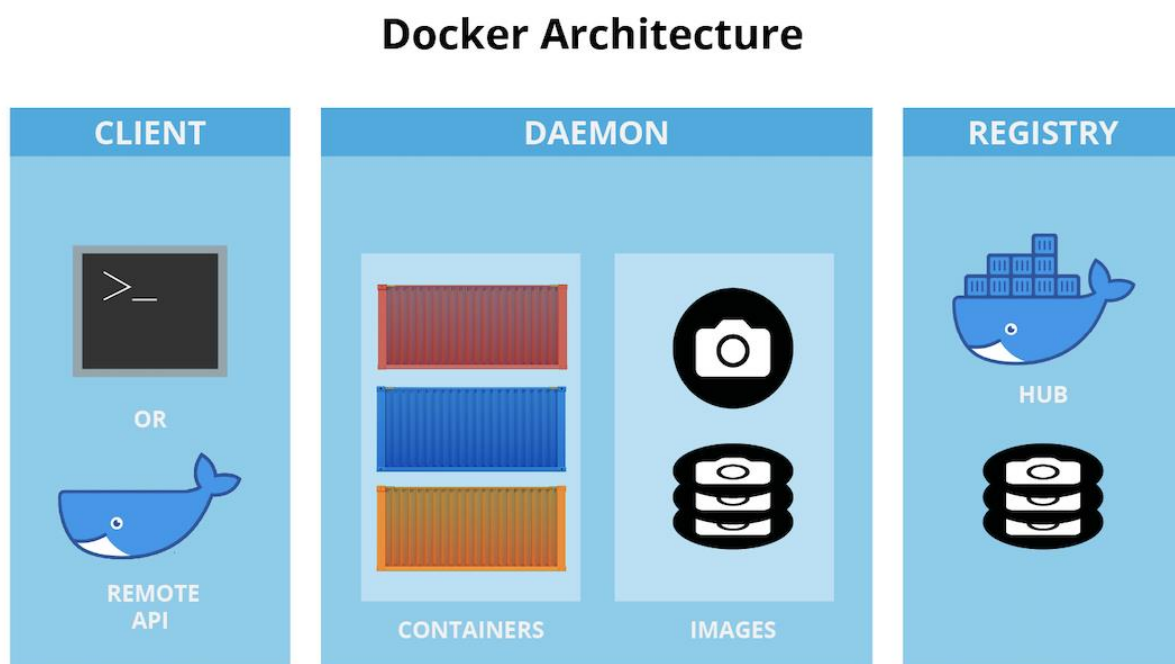 Docker Architecture
CLIENT
>_
OR
REMOTE
API
DAEMON
CONTAINERS
IMAGES
REGISTRY
HUB